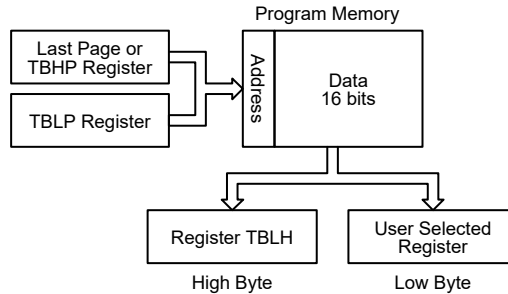 Program Memory
Last Page or
TBHP Register
TBLP Register
Address
Data
16 bits
Register TBLH
User Selected
Register
High Byte
Low Byte